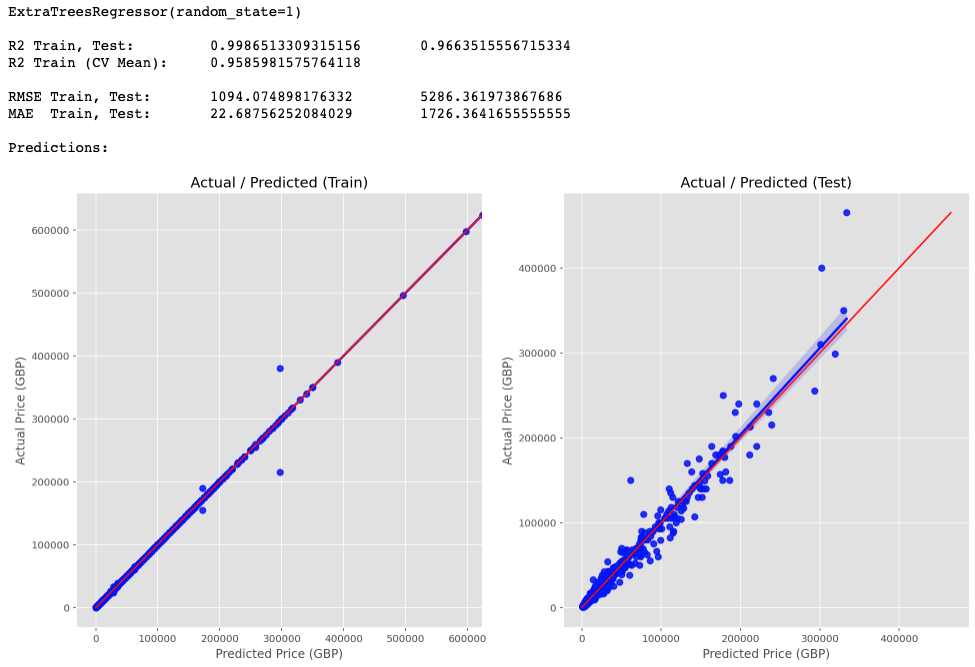 ExtraTreesRegressor(random_state=1)
R2 Train, Test: 0.9986513309315156 0.9663515556715334
R2 Train (CV Mean): 0.9585981575764118
RMSE Train, Test: 1094.074898176332 5286.361973867686
MAE Train, Test: 22.68756252084029 1726.3641655555555
Predictions:
Actual / Predicted (Train)
600000
500000
400000
300000
200000
100000
0
Actual Price (GBP)
0 100000 200000 300000 400000 500000 600000
Predicted Price (GBP)
Actual / Predicted (Test)
400000
300000
200000
100000
0
Actual Price (GBP)
0 100000 200000 300000 400000
Predicted Price (GBP)